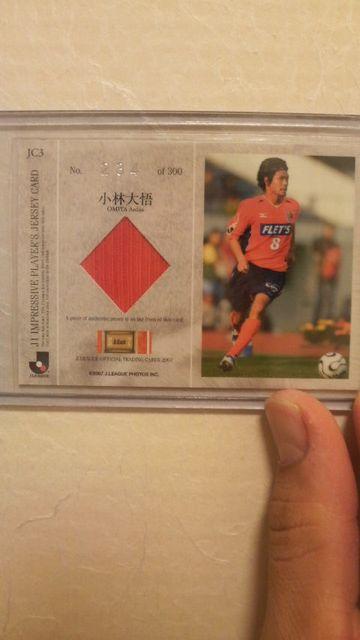 JC3
No. 234 of 300
小林大悟
OMIYA Ardija
J1 IMPRESSIVE PLAYER'S JERSEY CARD
J.LEAGUE
J.LEAGUE OFFICIAL TRADING CARDS 2007
©2007 J.LEAGUE PHOTOS INC.
FLET'S
8